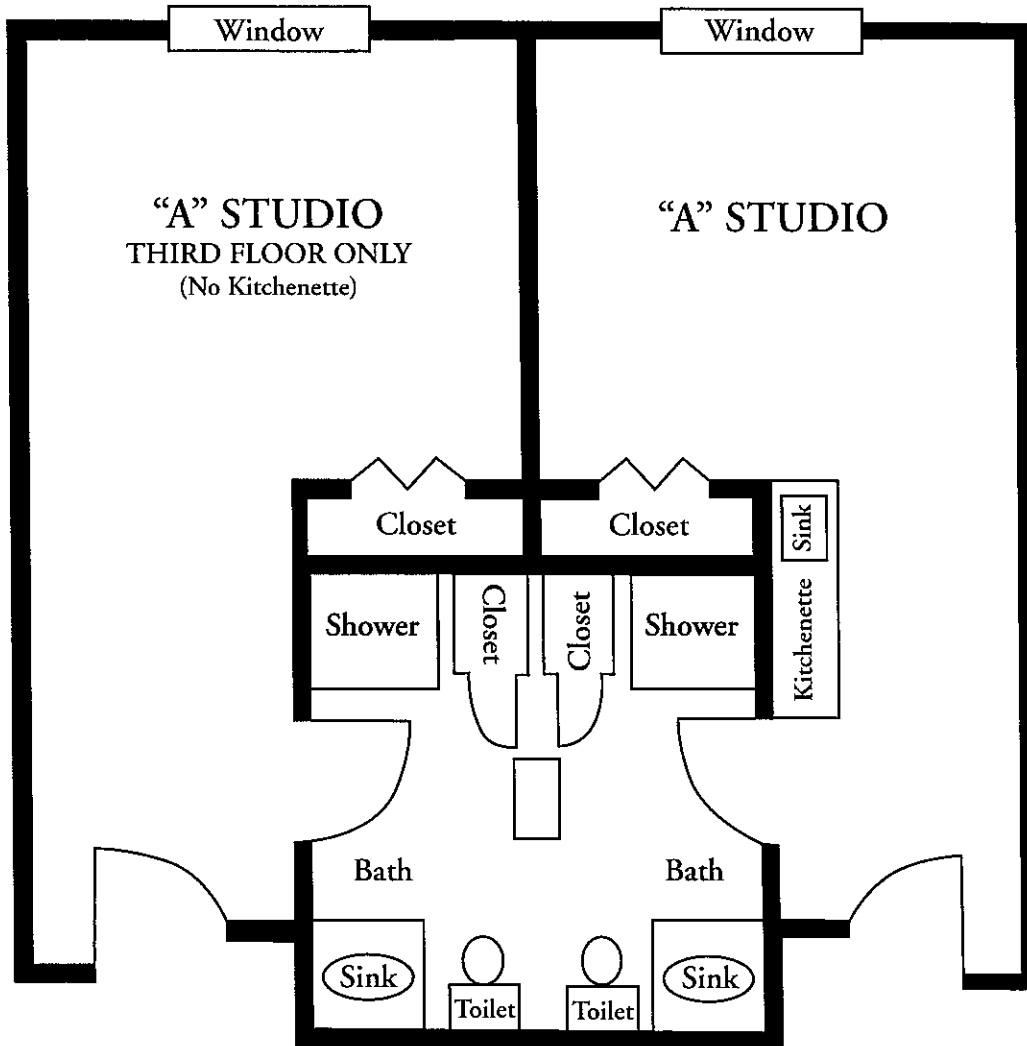 Window
Window
“A” STUDIO
THIRD FLOOR ONLY
(No Kitchenette)
“A” STUDIO
Closet
Closet
Sink
Kitchenette
Shower
Closet
Closet
Shower
Bath
Bath
Sink
Toilet
Toilet
Sink